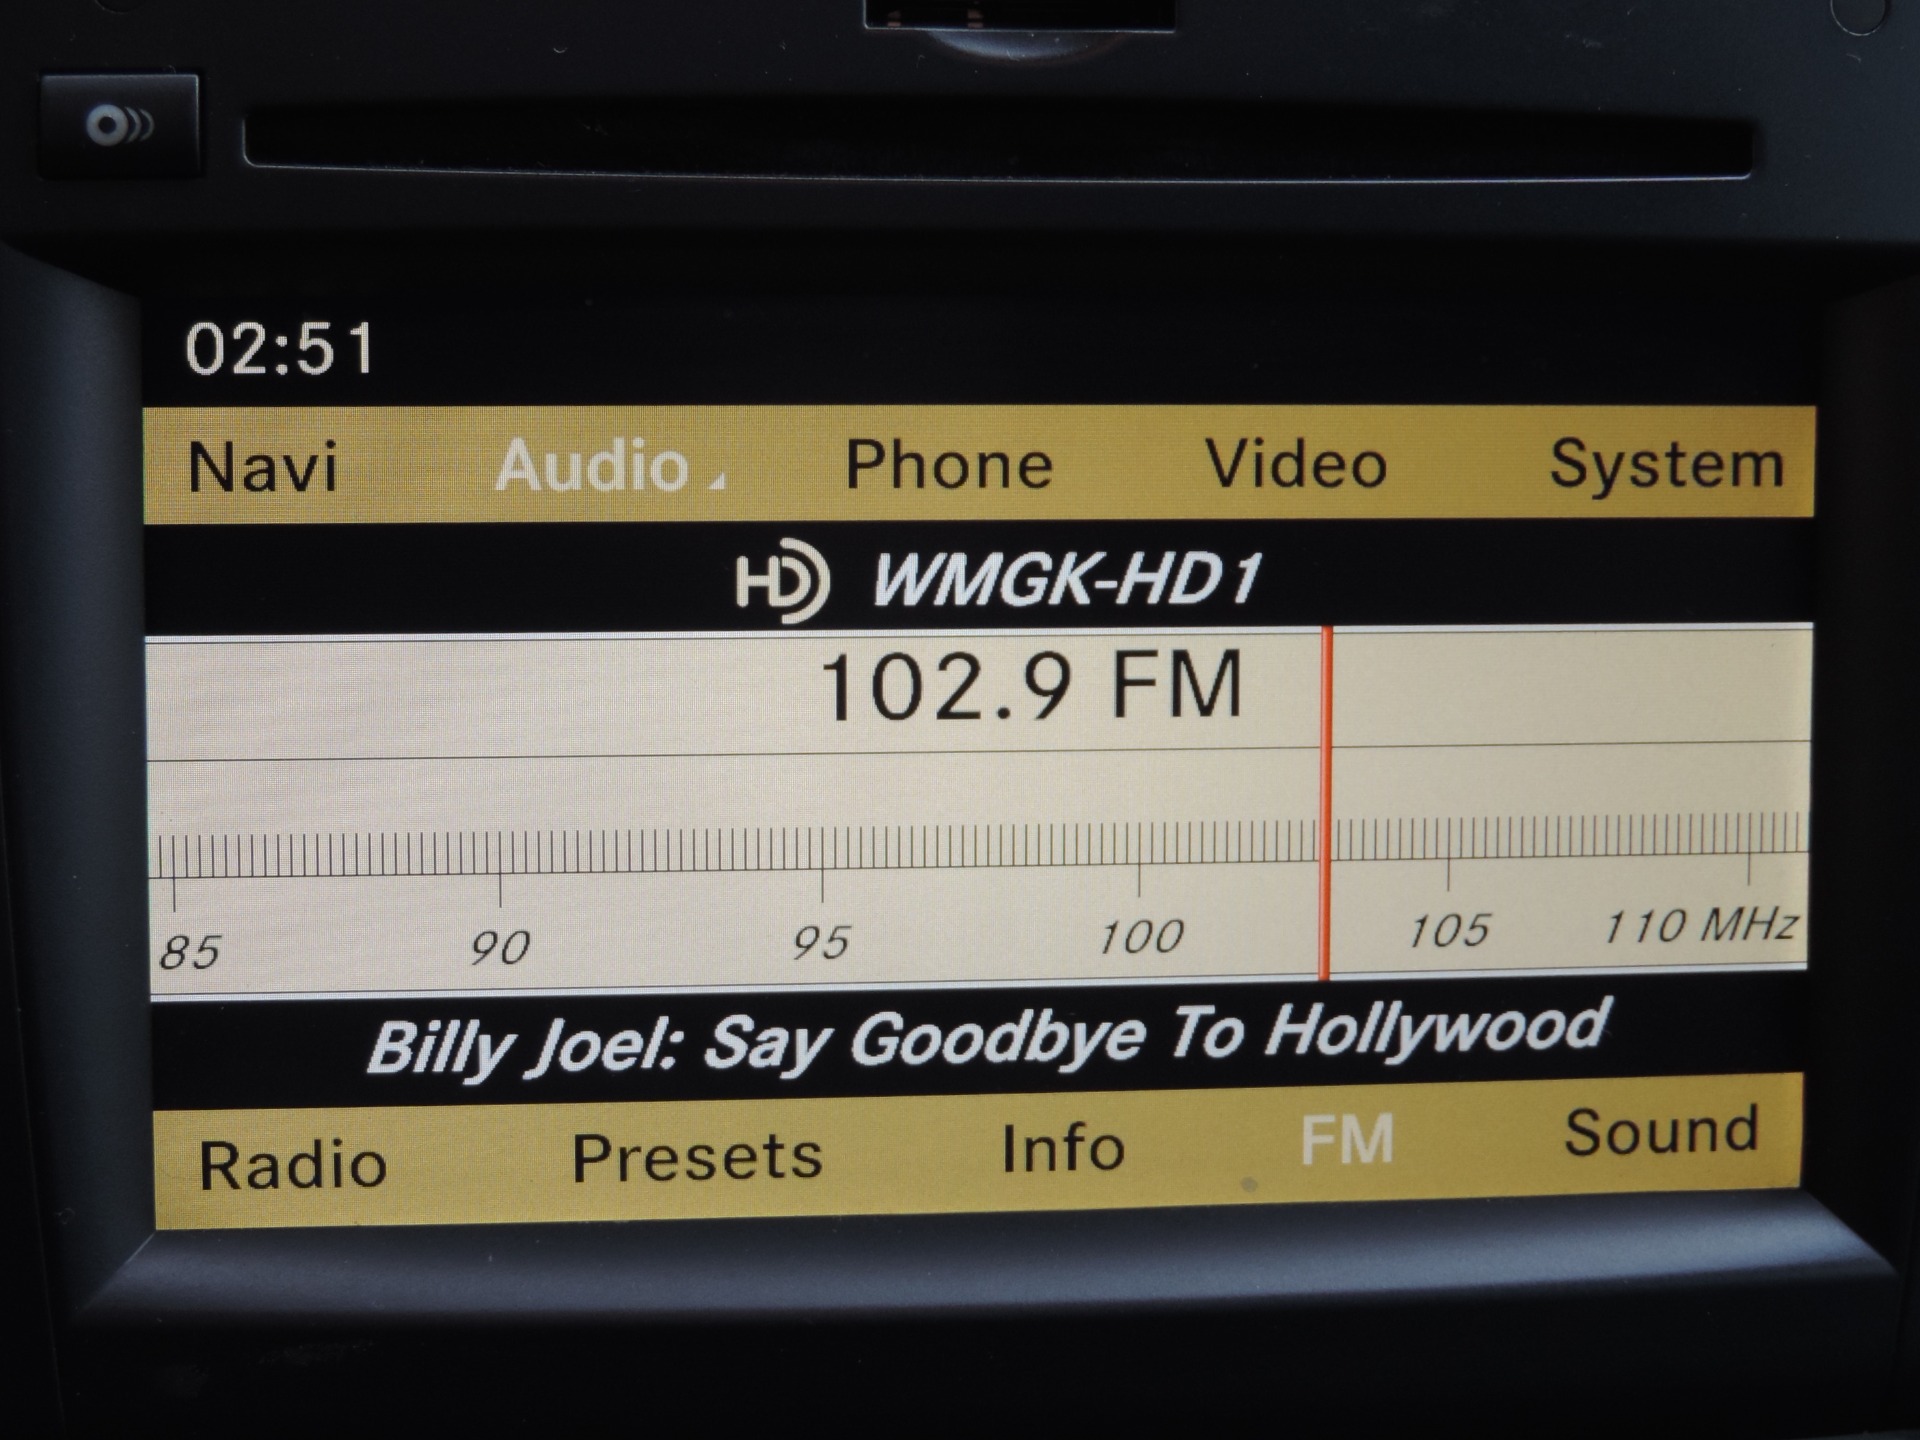 02:51
Navi Audio Phone Video System
HD WMGK-HD1
102.9 FM
85 90 95 100 105 110 MHz
Billy Joel: Say Goodbye To Hollywood
Radio Presets Info FM Sound